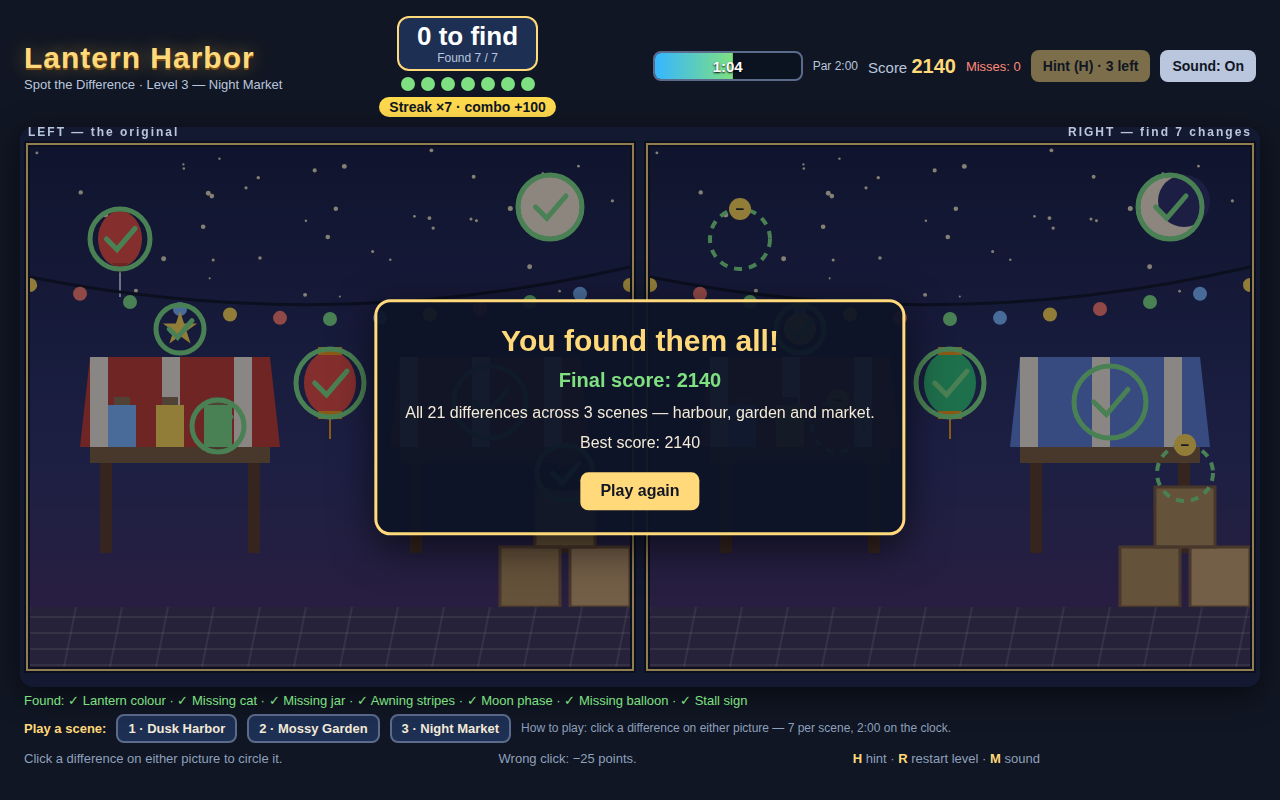 Lantern Harbor
Spot the Difference · Level 3 — Night Market
0 to find
Found 7 / 7
Streak ×7 · combo +100
1:04
Par 2:00
Score 2140
Misses: 0
Hint (H) · 3 left
Sound: On
LEFT — the original
RIGHT — find 7 changes
You found them all!
Final score: 2140
All 21 differences across 3 scenes — harbour, garden and market.
Best score: 2140
Play again
Found: ✓ Lantern colour · ✓ Missing cat · ✓ Missing jar · ✓ Awning stripes · ✓ Moon phase · ✓ Missing balloon · ✓ Stall sign
Play a scene:
1 · Dusk Harbor
2 · Mossy Garden
3 · Night Market
How to play: click a difference on either picture — 7 per scene, 2:00 on the clock.
Click a difference on either picture to circle it.
Wrong click: −25 points.
H hint · R restart level · M sound